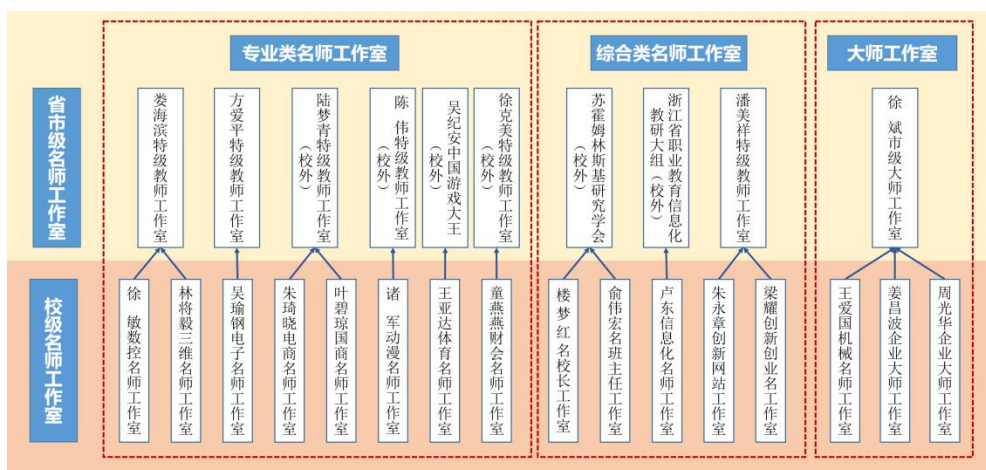 专业类名师工作室
综合类名师工作室
大师工作室
省市级名师工作室
娄海滨特级教师工作室
方爱平特级教师工作室
陆梦青特级教师工作室
（校外）
陈 伟特级教师工作室
（校外）
吴纪安中国游戏大王
（校外）
徐克美特级教师工作室
（校外）
苏霍姆林斯基研究学会
（校外）
浙江省职业教育信息化
教研大组（校外）
潘美祥特级教师工作室
徐 斌市级大师工作室
校级名师工作室
徐 敏数控名师工作室
林将毅三维名师工作室
吴瑜钢电子名师工作室
朱琦晓电商名师工作室
叶碧琼国商名师工作室
诸 军动漫名师工作室
王亚达体育名师工作室
童燕燕财会名师工作室
楼梦红名校长工作室
俞伟宏名班主任工作室
卢东信息化名师工作室
朱永章创新网站工作室
梁耀创新创业名工作室
王爱国机械名师工作室
姜昌波企业大师工作室
周光华企业大师工作室